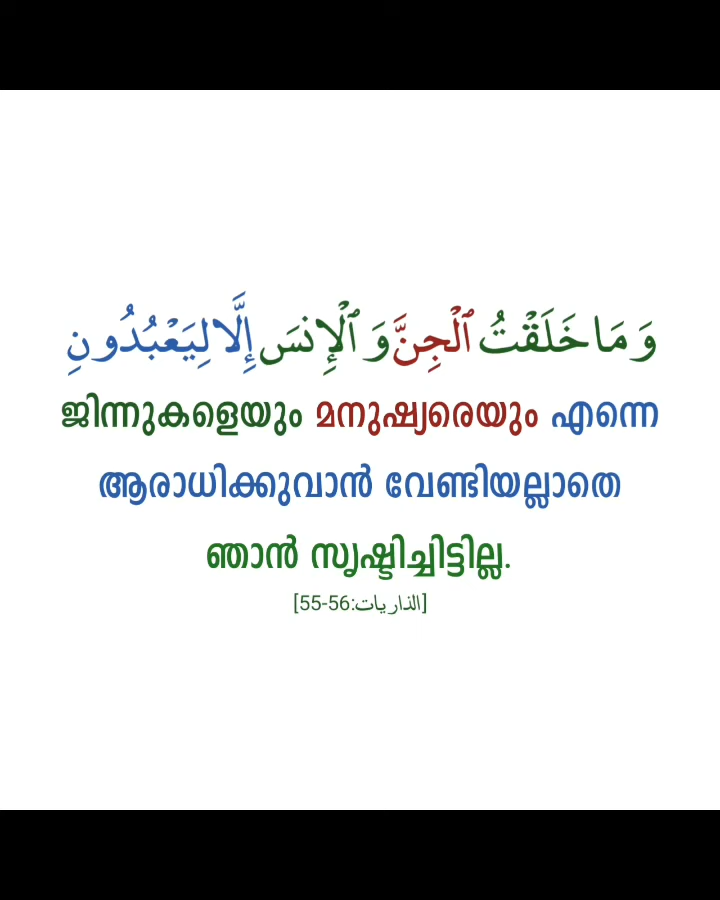 وَ مَا خَلَقْتُ ٱلْجِنَّ وَ ٱلْإِنسَ إِلَّا لِيَعْبُدُونِ
ജിന്നുകളെയും മനുഷ്യരെയും എന്നെ
ആരാധിക്കുവാൻ വേണ്ടിയല്ലാതെ
ഞാൻ സൃഷ്ടിച്ചിട്ടില്ല.
[الذاريات:56-55]